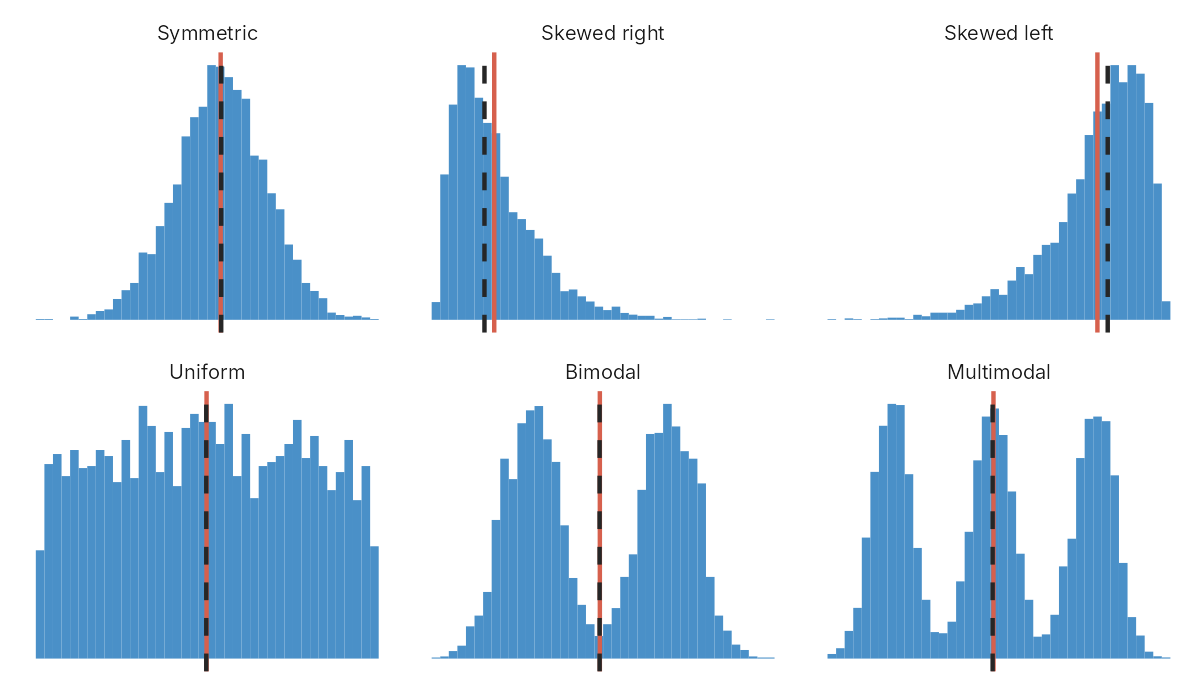 Symmetric
Skewed right
Skewed left
Uniform
Bimodal
Multimodal